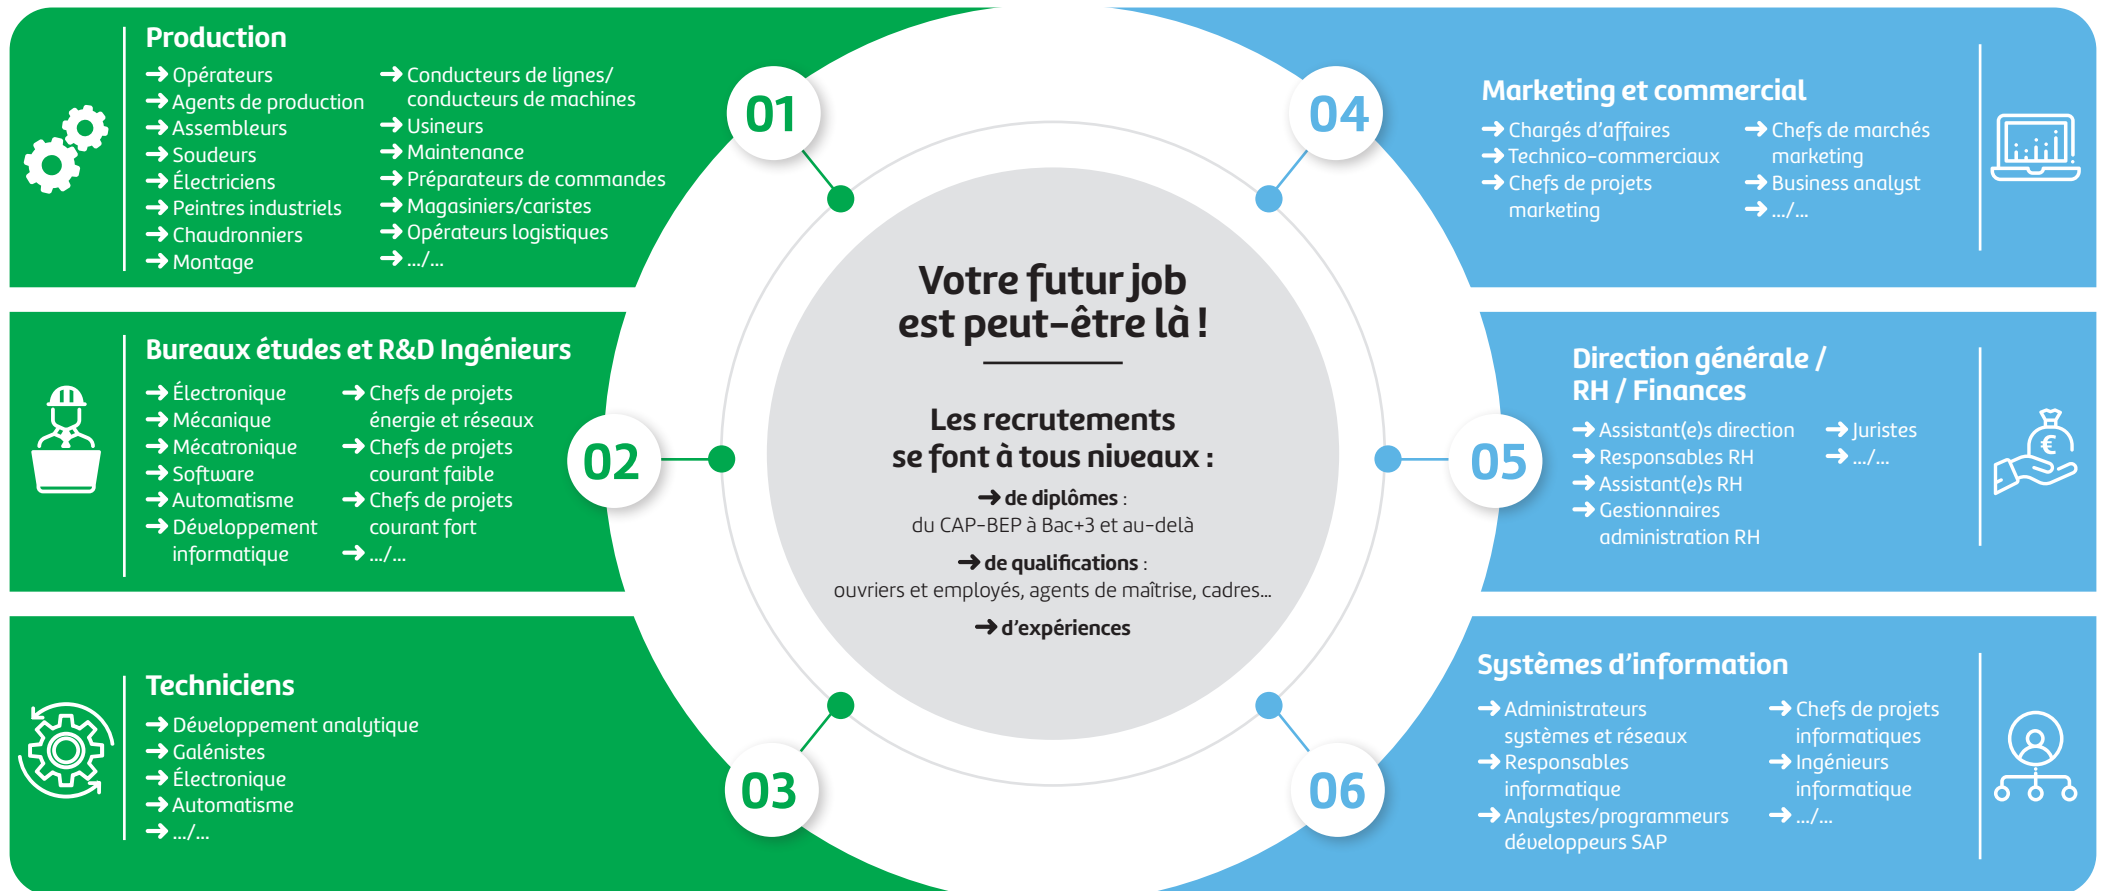 Production
→ Opérateurs
→ Agents de production
→ Assembleurs
→ Soudeurs
→ Électriciens
→ Peintres industriels
→ Chaudronniers
→ Montage
→ Conducteurs de lignes/
conducteurs de machines
→ Usineurs
→ Maintenance
→ Préparateurs de commandes
→ Magasiniers/caristes
→ Opérateurs logistiques
→ .../...
01
Bureaux études et R&D Ingénieurs
→ Électronique
→ Mécanique
→ Mécatronique
→ Software
→ Automatisme
→ Développement
informatique
→ Chefs de projets
énergie et réseaux
→ Chefs de projets
courant faible
→ Chefs de projets
courant fort
→ .../...
02
Techniciens
→ Développement analytique
→ Galénistes
→ Électronique
→ Automatisme
→ .../...
03
Votre futur job
est peut-être là !
Les recrutements
se font à tous niveaux :
→ de diplômes :
du CAP-BEP à Bac+3 et au-delà
→ de qualifications :
ouvriers et employés, agents de maîtrise, cadres...
→ d'expériences
04
Marketing et commercial
→ Chargés d'affaires
→ Technico-commerciaux
→ Chefs de projets
marketing
→ Chefs de marchés
marketing
→ Business analyst
→ .../...
05
Direction générale /
RH / Finances
→ Assistant(e)s direction
→ Responsables RH
→ Assistant(e)s RH
→ Gestionnaires
administration RH
→ Juristes
→ .../...
€
06
Systèmes d'information
→ Administrateurs
systèmes et réseaux
→ Responsables
informatique
→ Analystes/programmeurs
développeurs SAP
→ Chefs de projets
informatiques
→ Ingénieurs
informatique
→ .../...